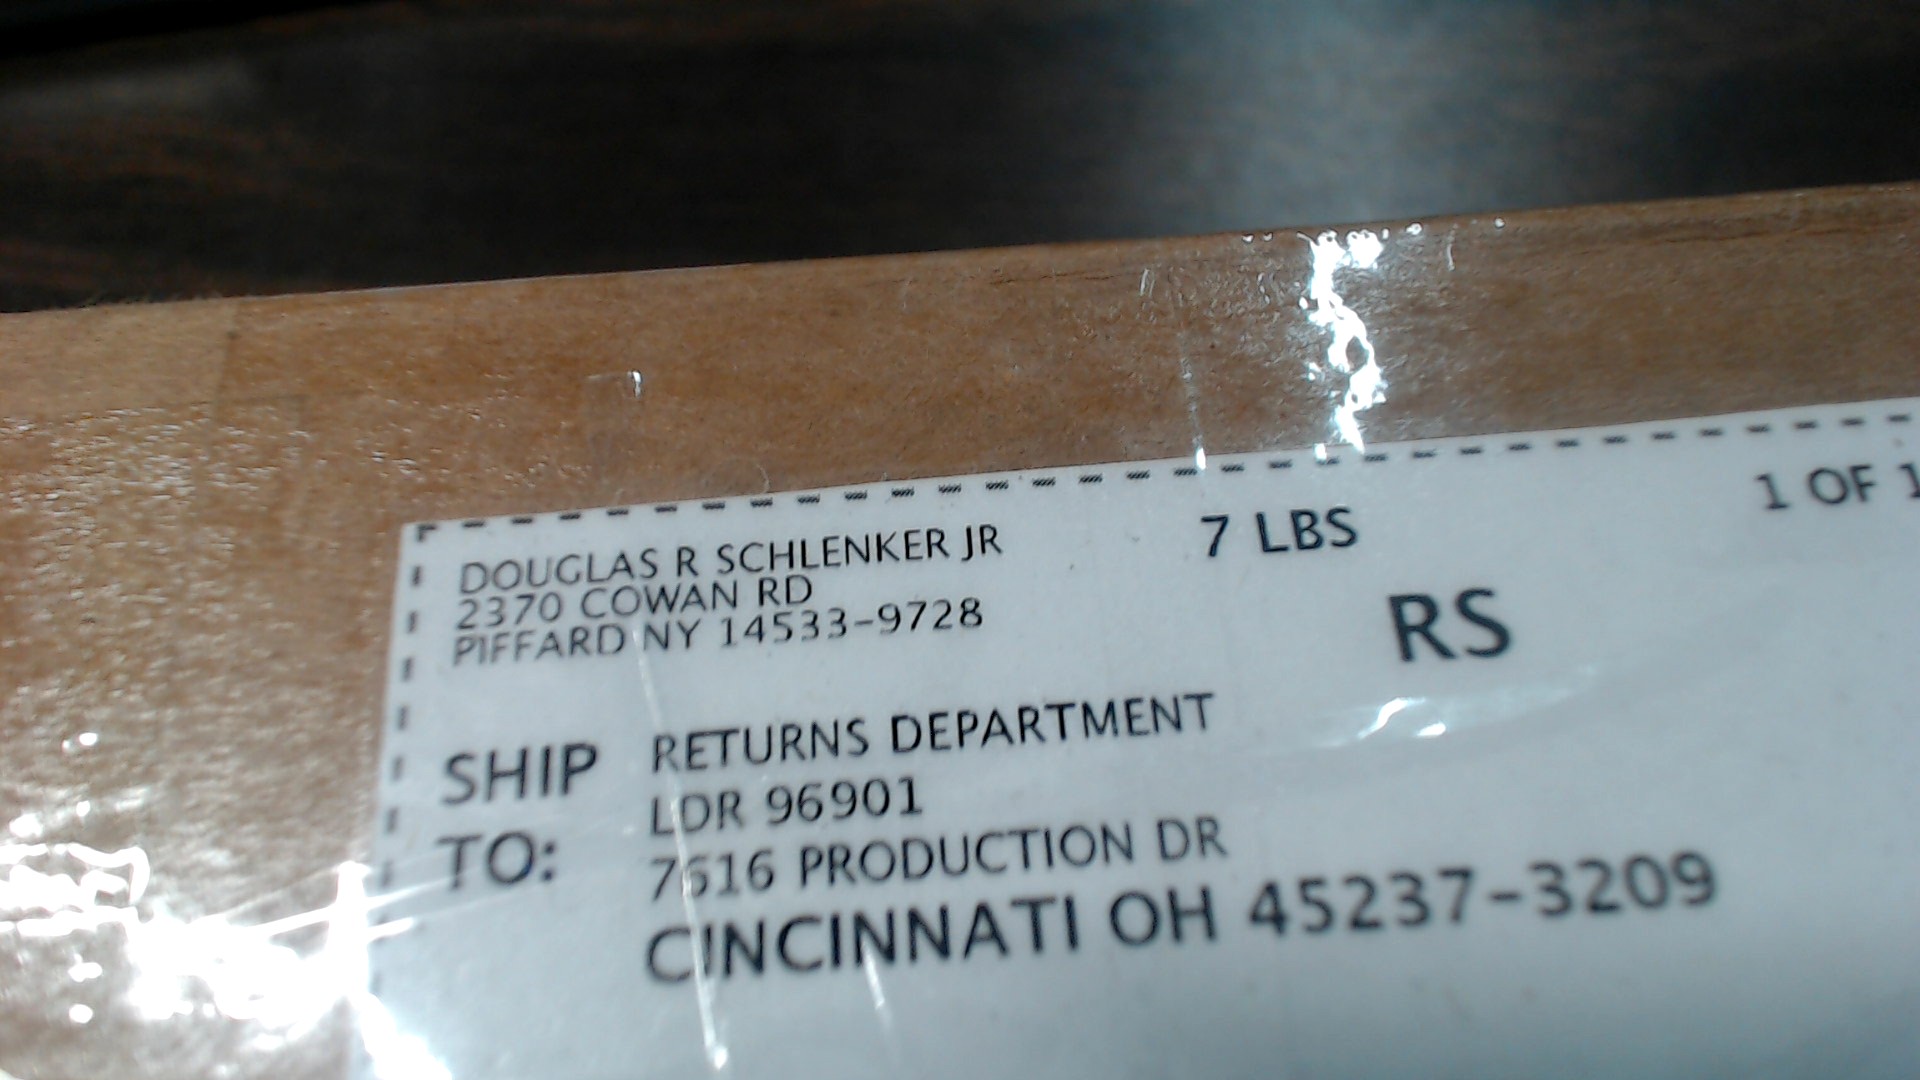 DOUGLAS R SCHLENKER JR
2370 COWAN RD
PIFFARD NY 14533-9728
7 LBS
1 OF 1
RS
SHIP TO:
RETURNS DEPARTMENT
LDR 96901
7616 PRODUCTION DR
CINCINNATI OH 45237-3209